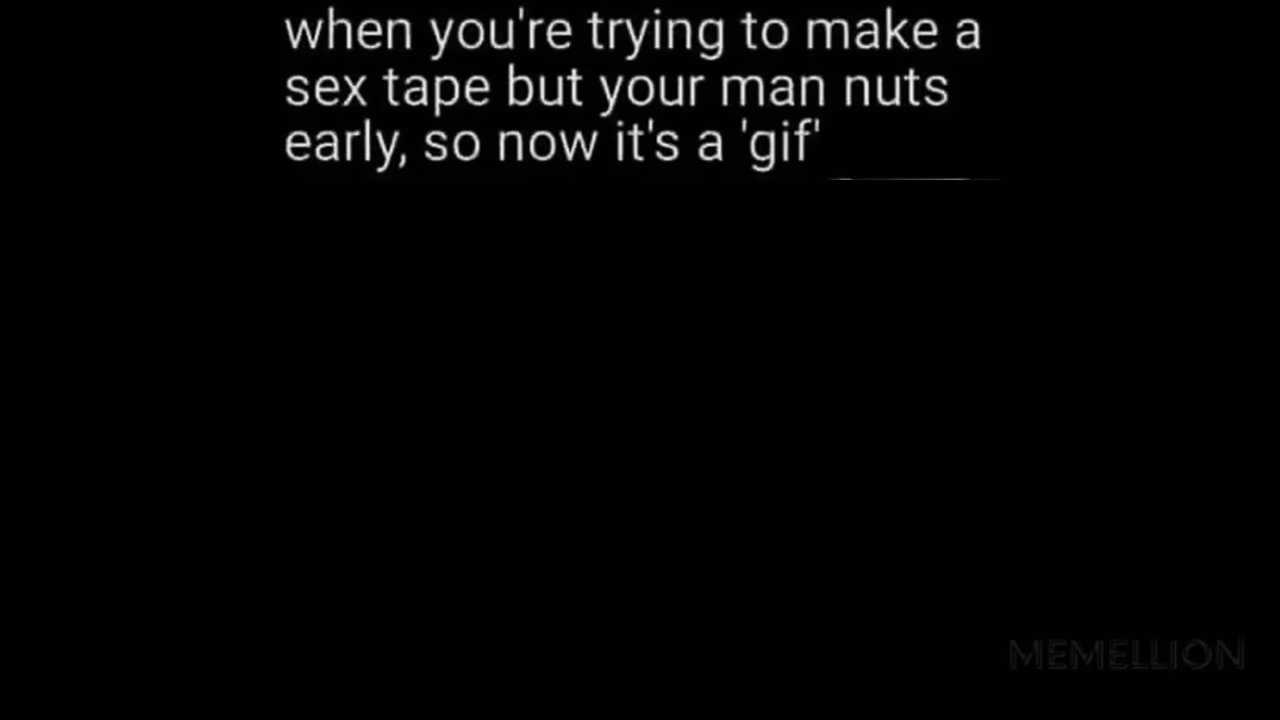 when you're trying to make a
sex tape but your man nuts
early, so now it's a 'gif'
MEMELLION